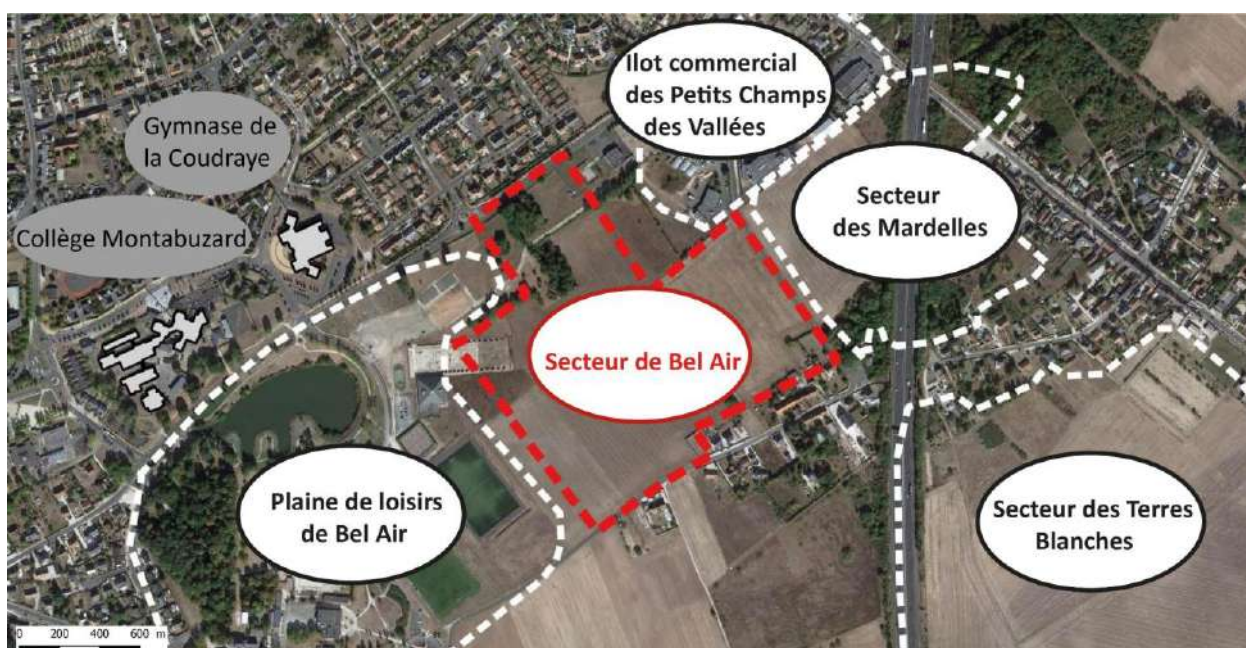 Ilot commercial
des Petits Champs
des Vallées
Gymnase de
la Coudraye
Collège Montabuzard
Secteur
des Mardelles
Secteur de Bel Air
Plaine de loisirs
de Bel Air
Secteur des Terres
Blanches
0 200 400 600 m